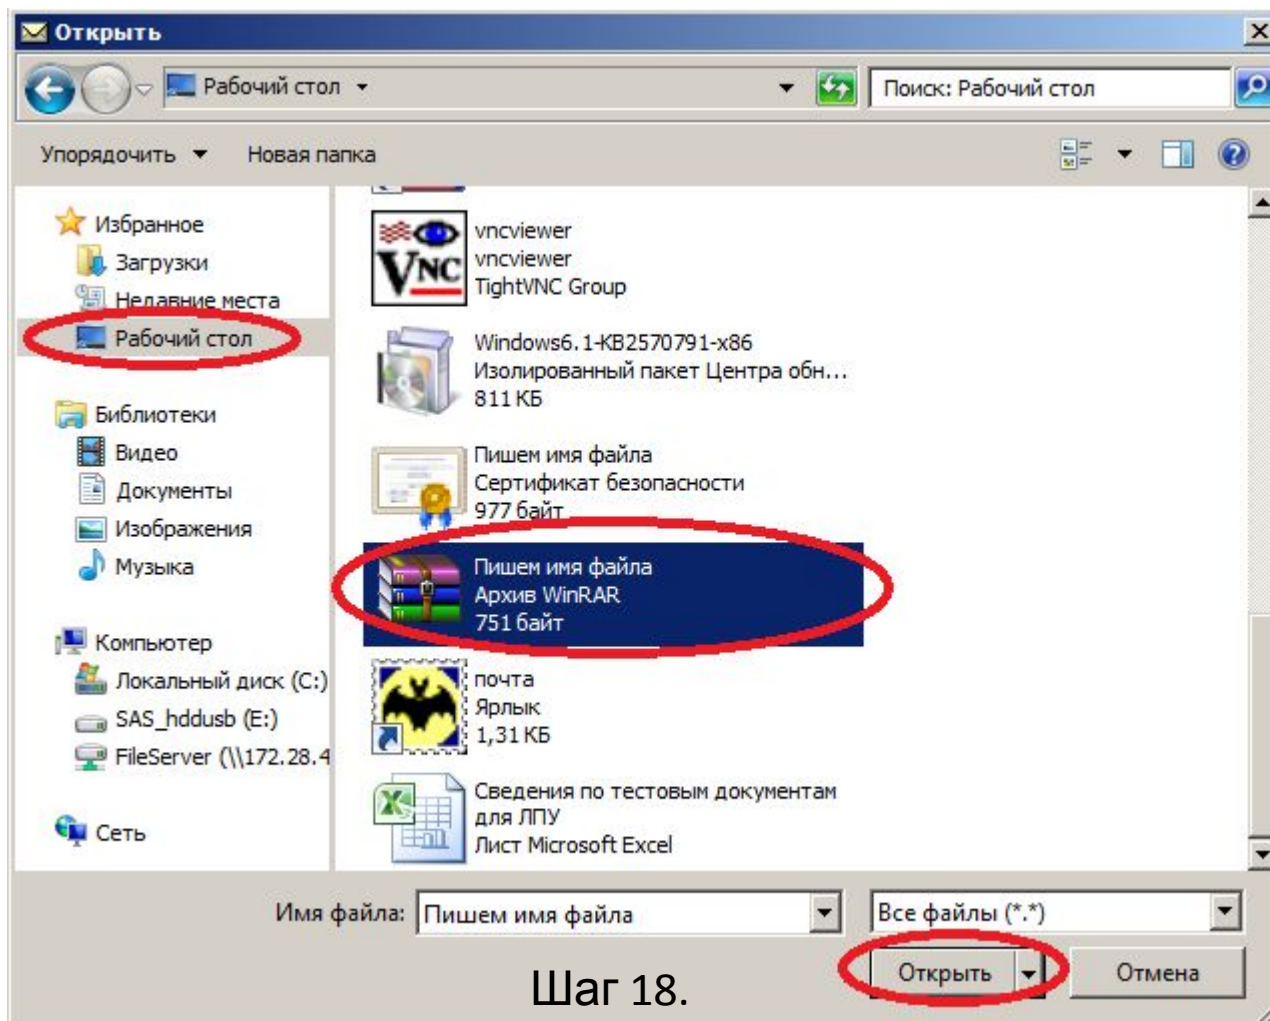 Открыть
Рабочий стол
Поиск: Рабочий стол
Упорядочить
Новая папка
Избранное
Загрузки
Недавние места
Рабочий стол
Библиотеки
Видео
Документы
Изображения
Музыка
Компьютер
Локальный диск (C:)
SAS_hddusb (E:)
FileServer (\\172.28.4
Сеть
VNC
vncviewer
vncviewer
TightVNC Group
Windows6.1-KB2570791-x86
Изолированный пакет Центра обн...
811 КБ
Пишем имя файла
Сертификат безопасности
977 байт
Пишем имя файла
Архив WinRAR
751 байт
почта
Ярлык
1,31 КБ
Сведения по тестовым документам
для ЛПУ
Лист Microsoft Excel
Имя файла: Пишем имя файла
Все файлы (*.*)
Открыть
Отмена
Шаг 18.